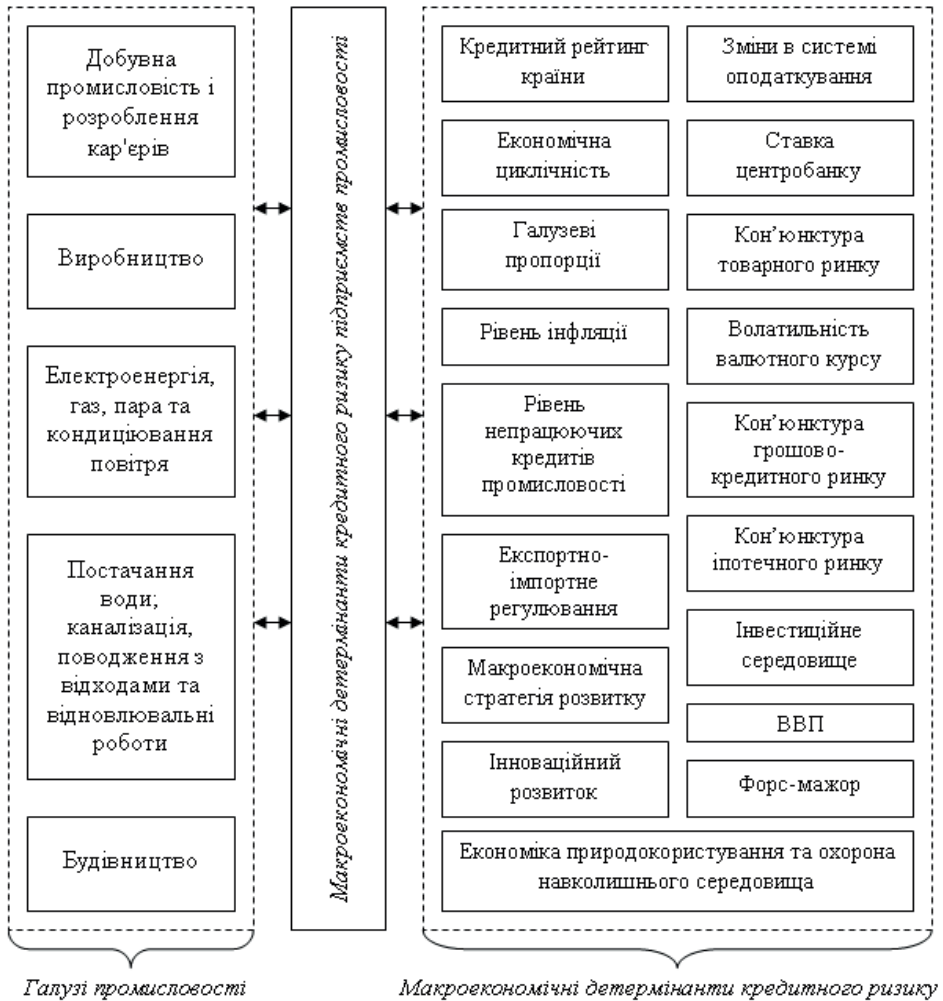 Добувна
промисловість і
розроблення
кар'єрів
Виробництво
Електроенергія,
газ, пара та
кондиціювання
повітря
Постачання
води;
каналізація,
поводження з
відходами та
відновлювальні
роботи
Будівництво
Галузі промисловості
Макроекономічні детермінанти кредитного ризику підприємств промисловості
Кредитний рейтинг
країни
Економічна
циклічність
Галузеві
пропорції
Рівень інфляції
Рівень
непрацюючих
кредитів
промисловості
Експортно-
імпортне
регулювання
Макроекономічна
стратегія розвитку
Інноваційний
розвиток
Зміни в системі
оподаткування
Ставка
центробанку
Кон’юнктура
товарного ринку
Волатильність
валютного курсу
Кон’юнктура
грошово-
кредитного ринку
Кон’юнктура
іпотечного ринку
Інвестиційне
середовище
ВВП
Форс-мажор
Економіка природокористування та охорона
навколишнього середовища
Макроекономічні детермінанти кредитного ризику